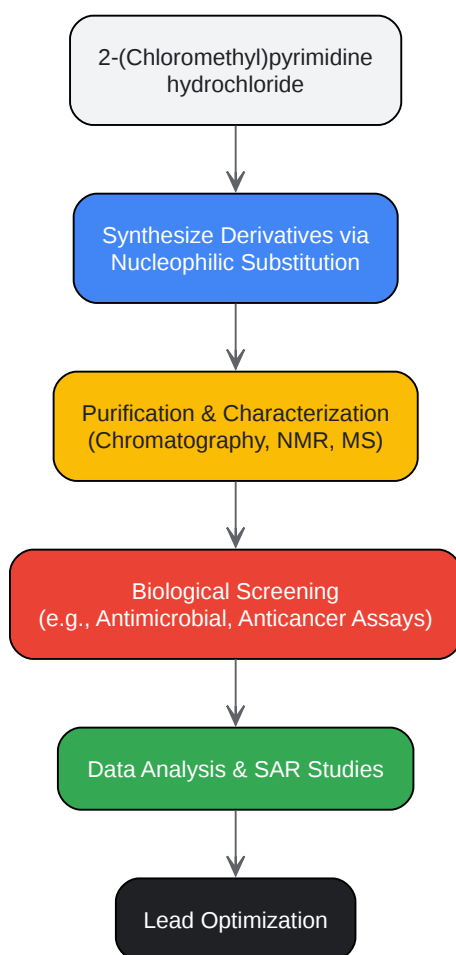 2-(Chloromethyl)pyrimidine
hydrochloride
Synthesize Derivatives via
Nucleophilic Substitution
Purification & Characterization
(Chromatography, NMR, MS)
Biological Screening
(e.g., Antimicrobial, Anticancer Assays)
Data Analysis & SAR Studies
Lead Optimization